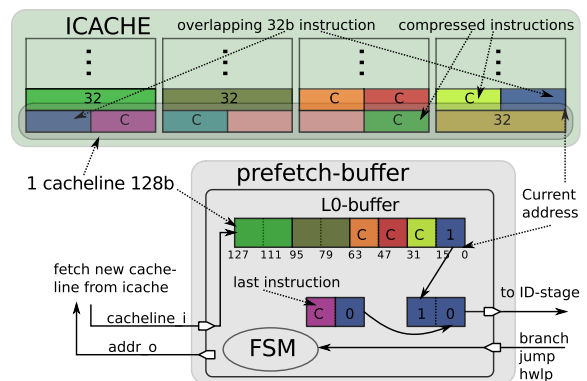 ICACHE
overlapping 32b instruction
compressed instructions
32
32
C
C
C
C
C
C
32
1 cacheline 128b
prefetch-buffer
L0-buffer
Current
address
C
C
C
1
127
111
95
79
63
47
31
15
0
fetch new cache-
line from icache
last instruction
C
0
1
0
to ID-stage
cacheline_i
addr_o
FSM
branch
jump
hwlp